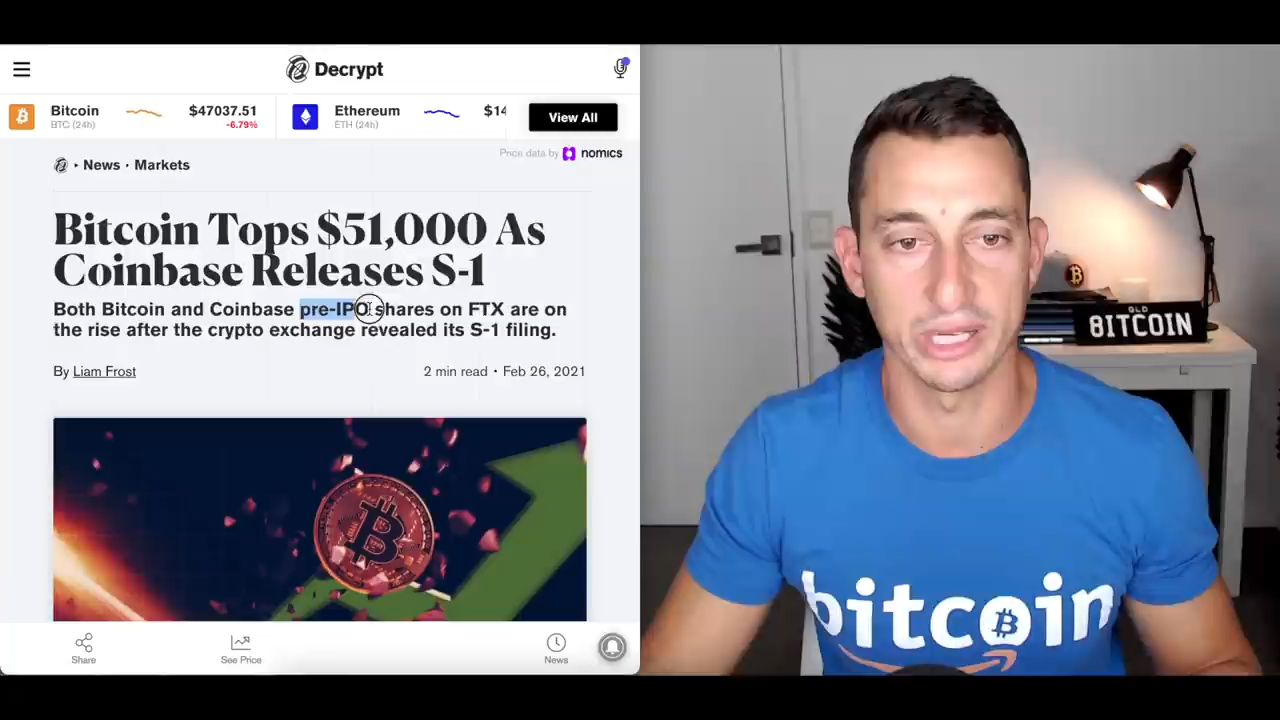 Decrypt
Bitcoin
BTC (24h)
$47037.51
-6.79%
Ethereum
ETH (24h)
$14
View All
Price data by nomics
News • Markets
Bitcoin Tops $51,000 As
Coinbase Releases S-1
Both Bitcoin and Coinbase pre-IPO shares on FTX are on
the rise after the crypto exchange revealed its S-1 filing.
By Liam Frost
2 min read • Feb 26, 2021
Share
See Price
News
QLD
8ITCOIN
bitcoin